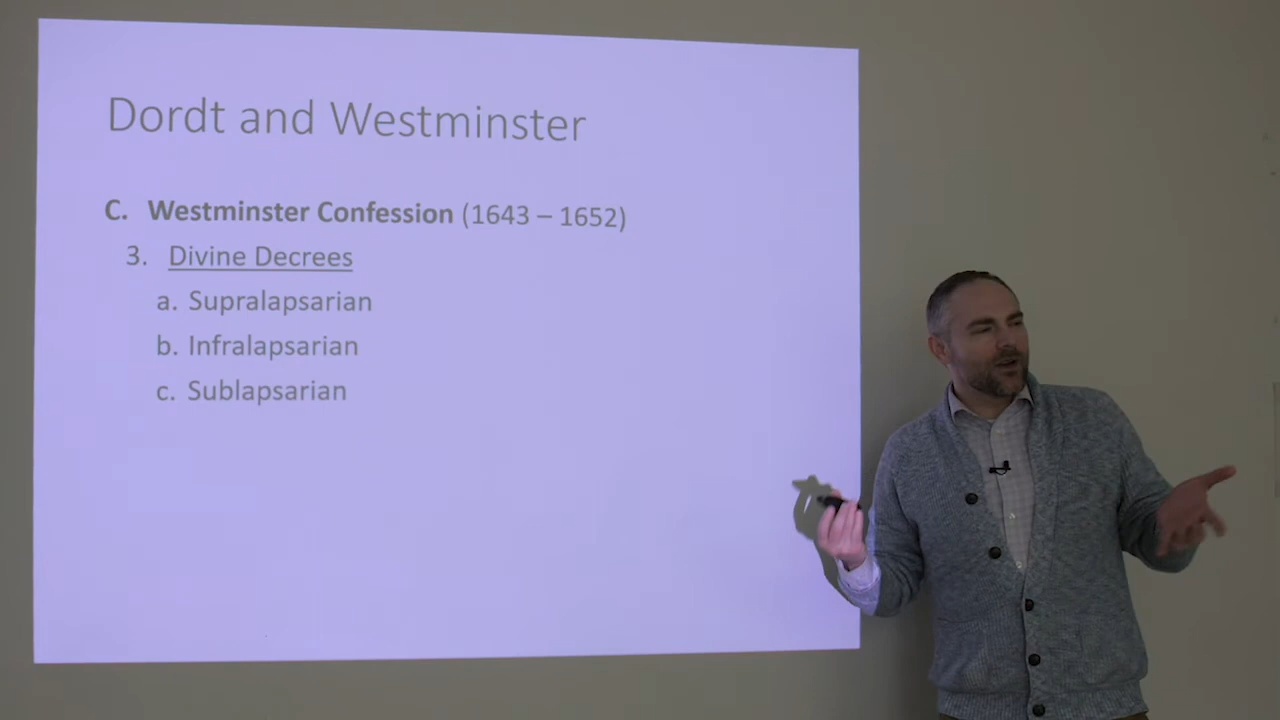 Dordt and Westminster
C. Westminster Confession (1643 – 1652)
3. Divine Decrees
a. Supralapsarian
b. Infralapsarian
c. Sublapsarian